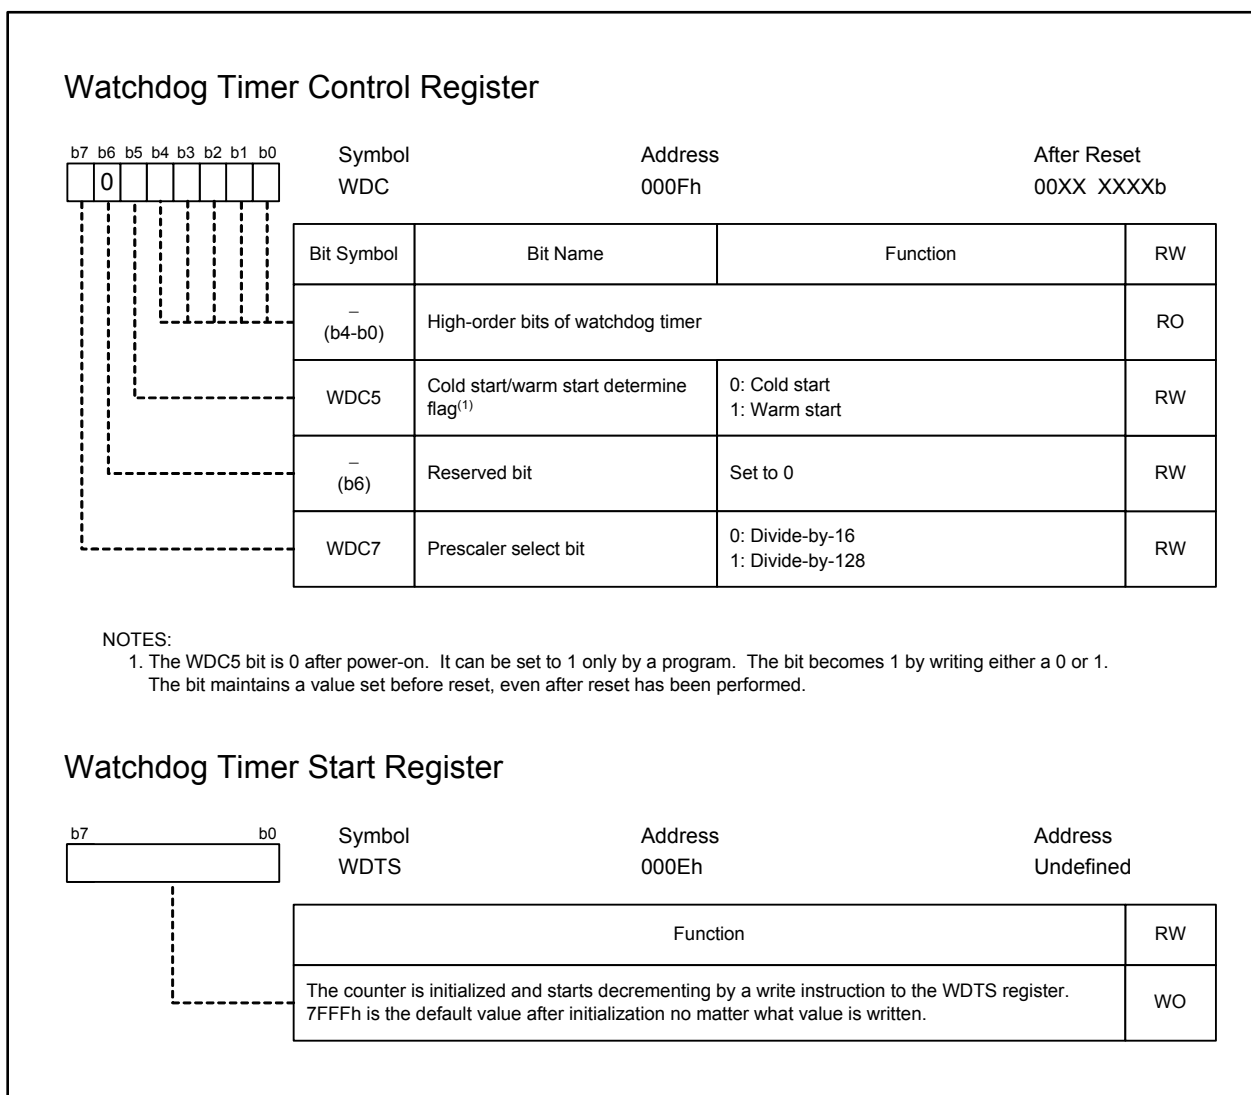 Watchdog Timer Control Register
b7 b6 b5 b4 b3 b2 b1 b0
0
Symbol Address After Reset
WDC 000Fh 00XX XXXXb
Bit Symbol Bit Name Function RW
– (b4-b0) High-order bits of watchdog timer RO
WDC5 Cold start/warm start determine flag(1) 0: Cold start 1: Warm start RW
– (b6) Reserved bit Set to 0 RW
WDC7 Prescaler select bit 0: Divide-by-16 1: Divide-by-128 RW
NOTES:
1. The WDC5 bit is 0 after power-on. It can be set to 1 only by a program. The bit becomes 1 by writing either a 0 or 1.
The bit maintains a value set before reset, even after reset has been performed.
Watchdog Timer Start Register
b7 b0
Symbol Address Address
WDTS 000Eh Undefined
Function RW
The counter is initialized and starts decrementing by a write instruction to the WDTS register.
7FFFh is the default value after initialization no matter what value is written.
WO